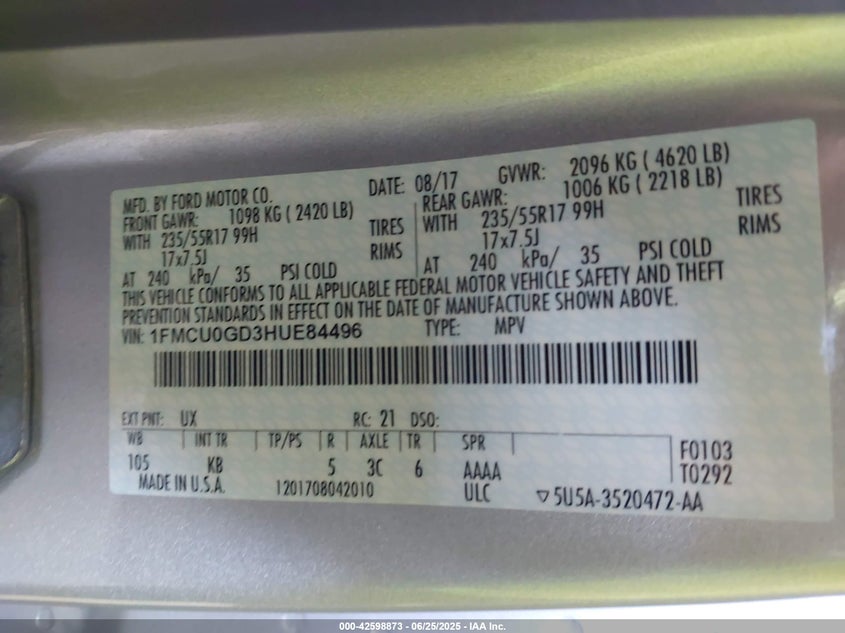 MFD. BY FORD MOTOR CO. DATE: 08/17 GVWR: 2096 KG ( 4620 LB)
FRONT GAWR: 1098 KG ( 2420 LB) REAR GAWR: 1006 KG ( 2218 LB)
WITH 235/55R17 99H TIRES WITH 235/55R17 99H TIRES
17x7.5J RIMS 17x7.5J RIMS
AT 240 kPa/ 35 PSI COLD AT 240 kPa/ 35 PSI COLD
THIS VEHICLE CONFORMS TO ALL APPLICABLE FEDERAL MOTOR VEHICLE SAFETY AND THEFT
PREVENTION STANDARDS IN EFFECT ON THE DATE OF MANUFACTURE SHOWN ABOVE.
VIN: 1FMCU0GD3HUE84496 TYPE: MPV
EXT PNT: UX RC: 21 DSO:
WB INT TR TP/PS R AXLE TR SPR
105 KB 5 3C 6 AAAA
F0103
T0292
MADE IN U.S.A. 1201708042010 ULC ▽5U5A-3520472-AA
000-42598873 - 06/25/2025 - IAA Inc.